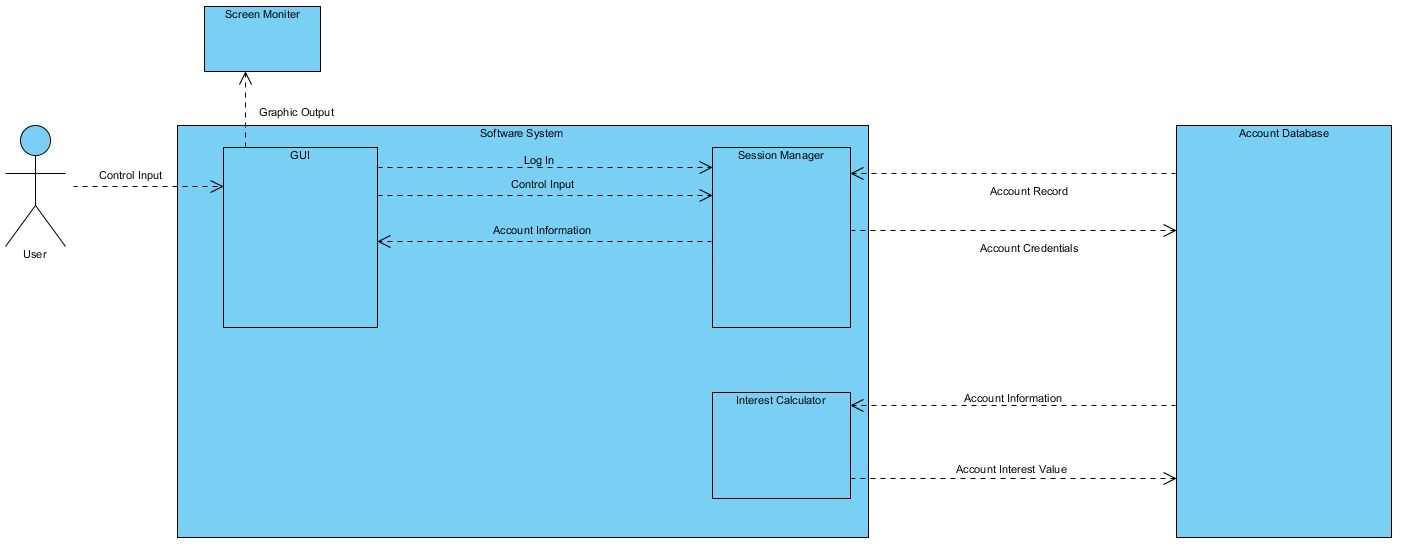 Screen Moniter
Graphic Output
Software System
Account Database
GUI
Session Manager
Log In
Control Input
Control Input
Account Record
Account Information
Account Credentials
User
Interest Calculator
Account Information
Account Interest Value